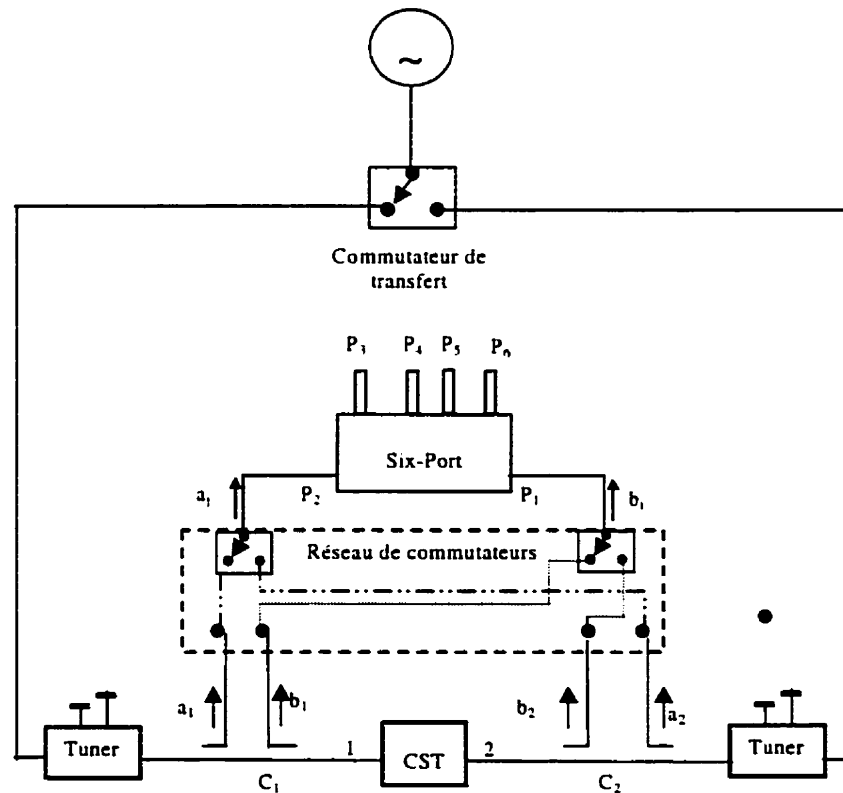 ~
Commutateur de
transfert
P₃ P₄ P₅ P₆
Six-Port
a₁ P₂ P₁ b₁
Réseau de commutateurs
a₁ b₁ b₂ a₂
Tuner 1 CST 2 Tuner
C₁ C₂